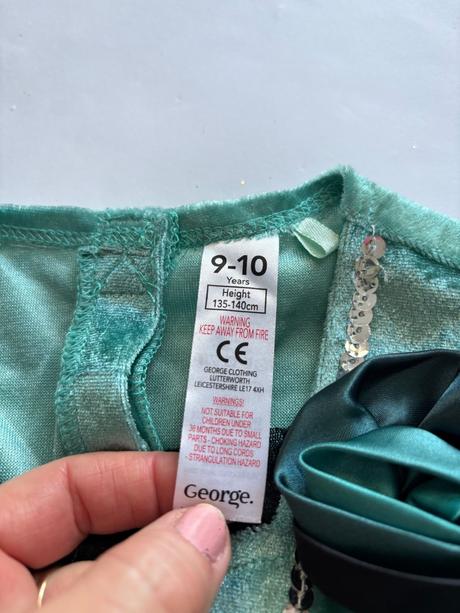 9-10
Years
Height
135-140cm
WARNING
KEEP AWAY FROM FIRE
CE
GEORGE CLOTHING
LUTTERWORTH
LEICESTERSHIRE LE17 4XH
WARNINGS!
NOT SUITABLE FOR
CHILDREN UNDER
36 MONTHS DUE TO SMALL
PARTS - CHOKING HAZARD
DUE TO LONG CORDS
- STRANGULATION HAZARD
George.